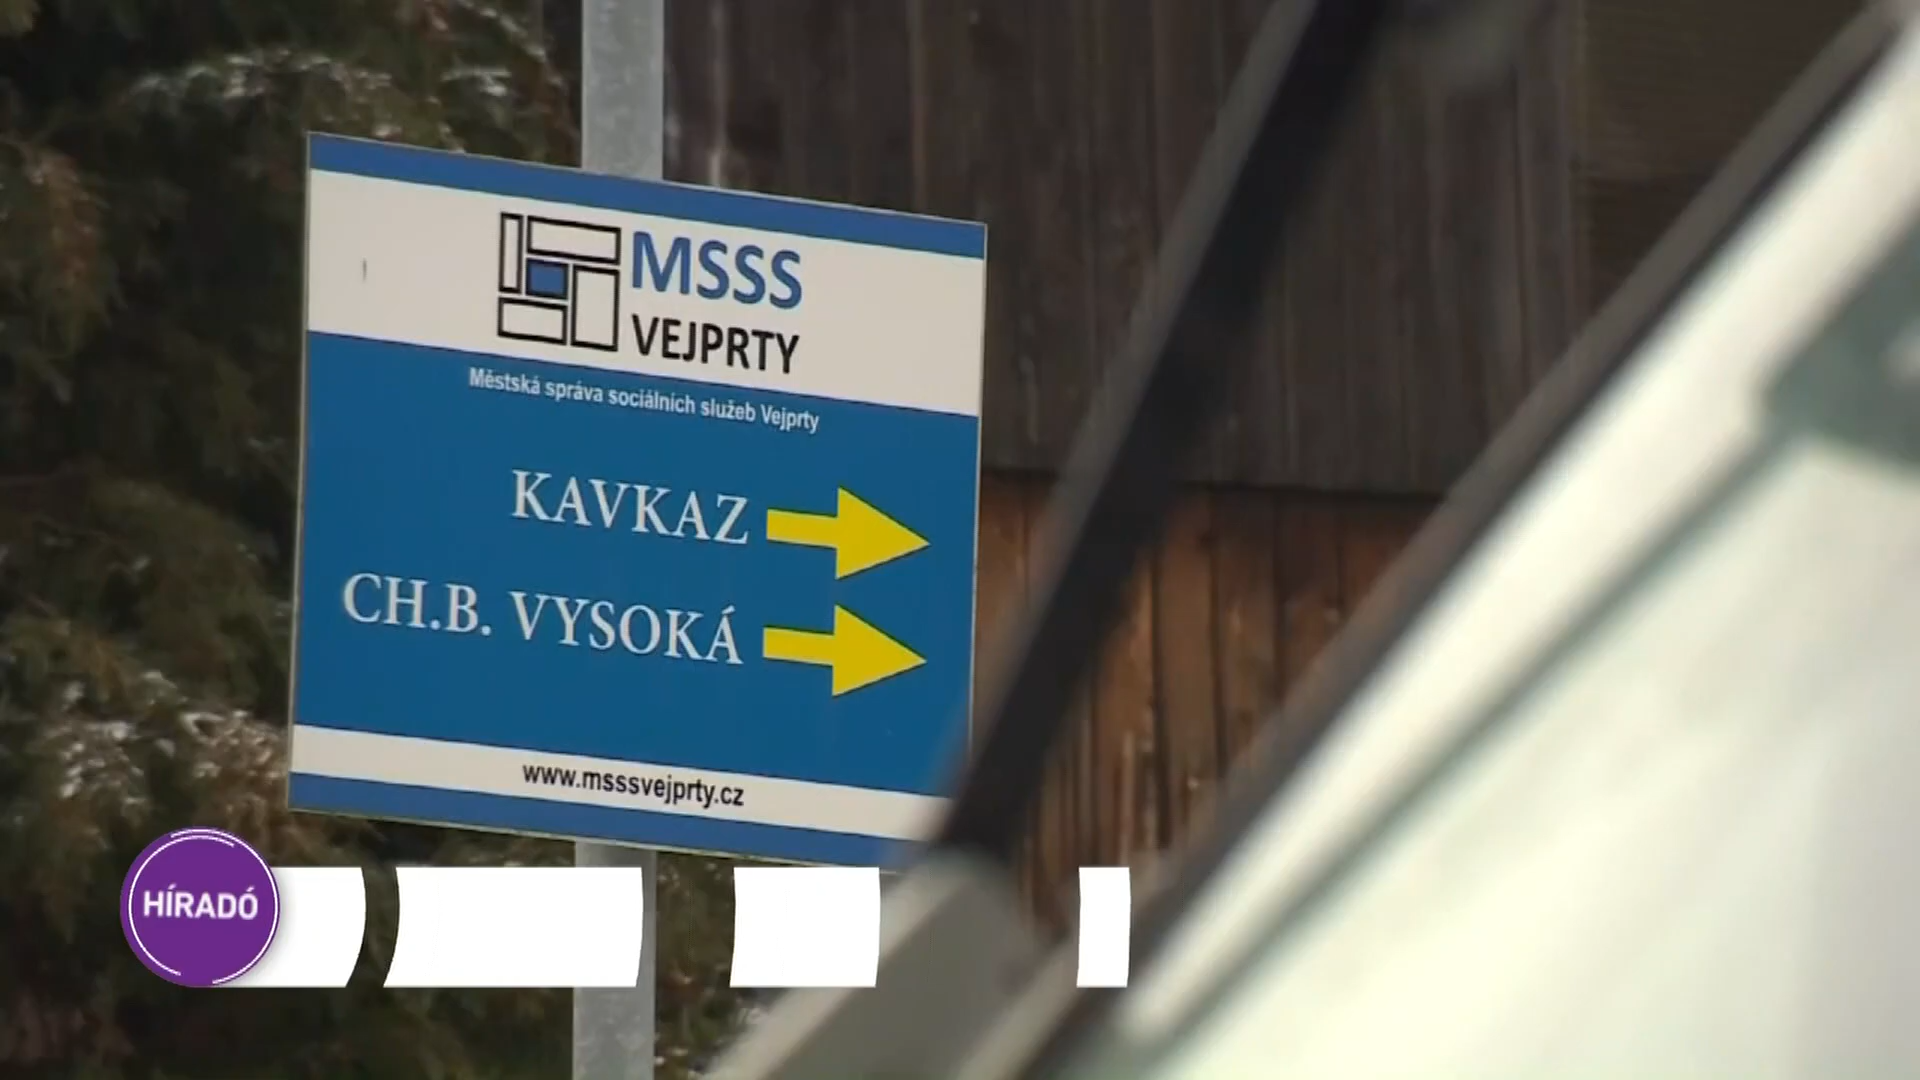 MSSS
VEJPRTY
Městská správa sociálních služeb Vejprty
KAVKAZ
CH.B. VYSOKÁ
www.msssvejprty.cz
HÍRADÓ